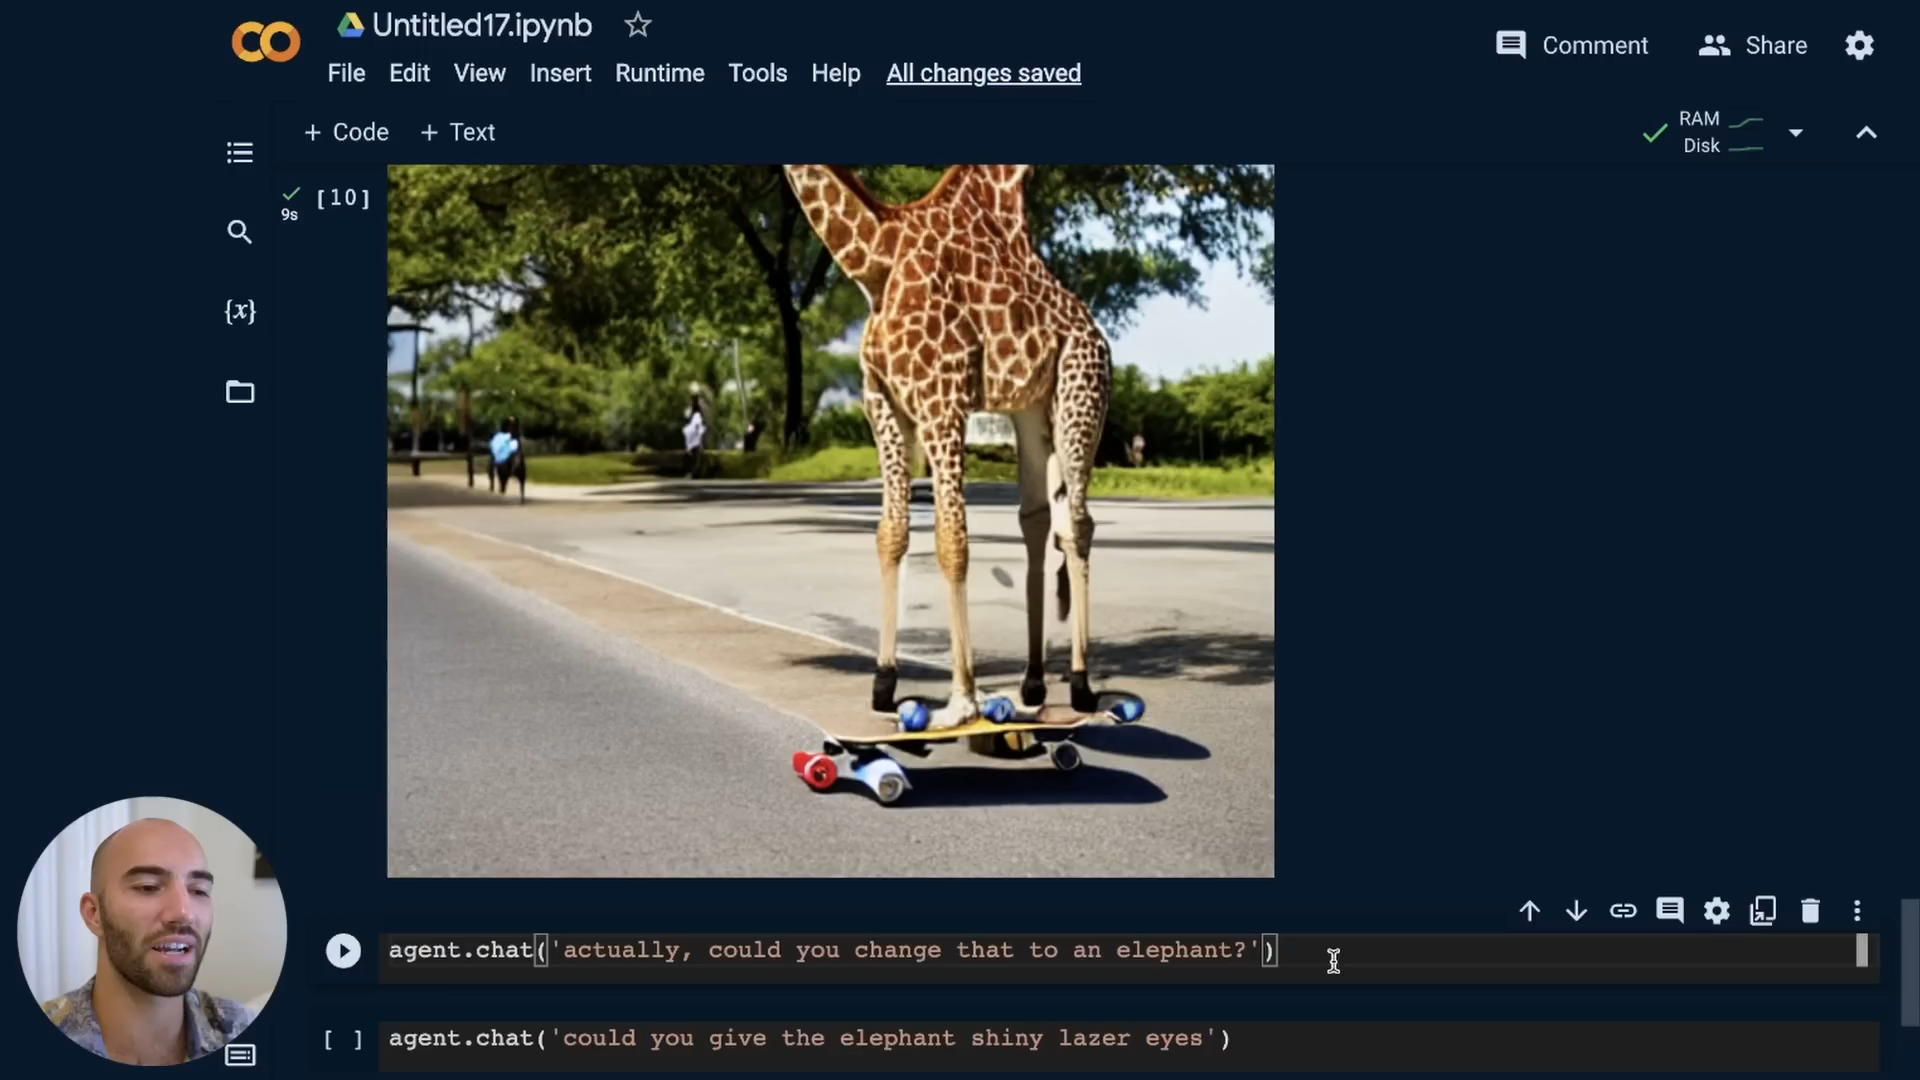 Untitled17.ipynb
Comment
Share
File Edit View Insert Runtime Tools Help All changes saved
+ Code + Text
RAM
Disk
{x}
9s
[10]
agent.chat('actually, could you change that to an elephant?')
[ ]
agent.chat('could you give the elephant shiny lazer eyes')